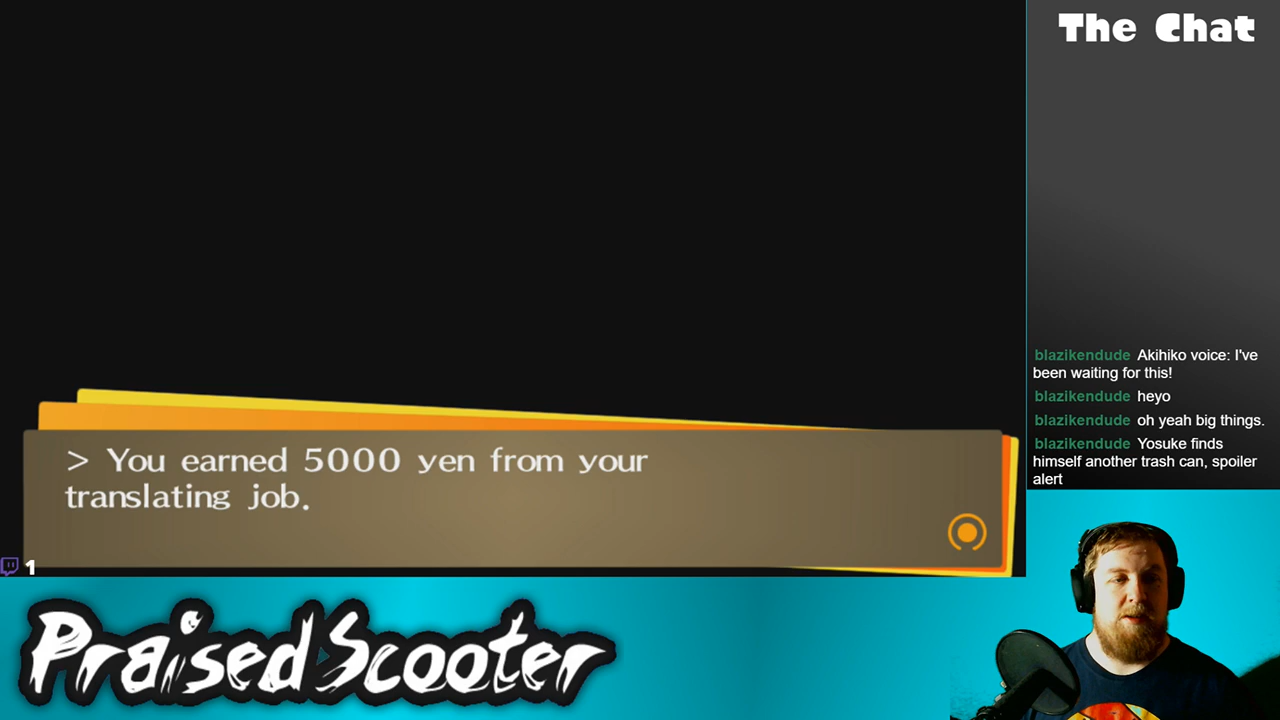 The Chat
blazikendude Akihiko voice: I've
been waiting for this!
blazikendude heyo
blazikendude oh yeah big things.
blazikendude Yosuke finds
himself another trash can, spoiler
alert
> You earned 5000 yen from your
translating job.
1
PraisedScooter